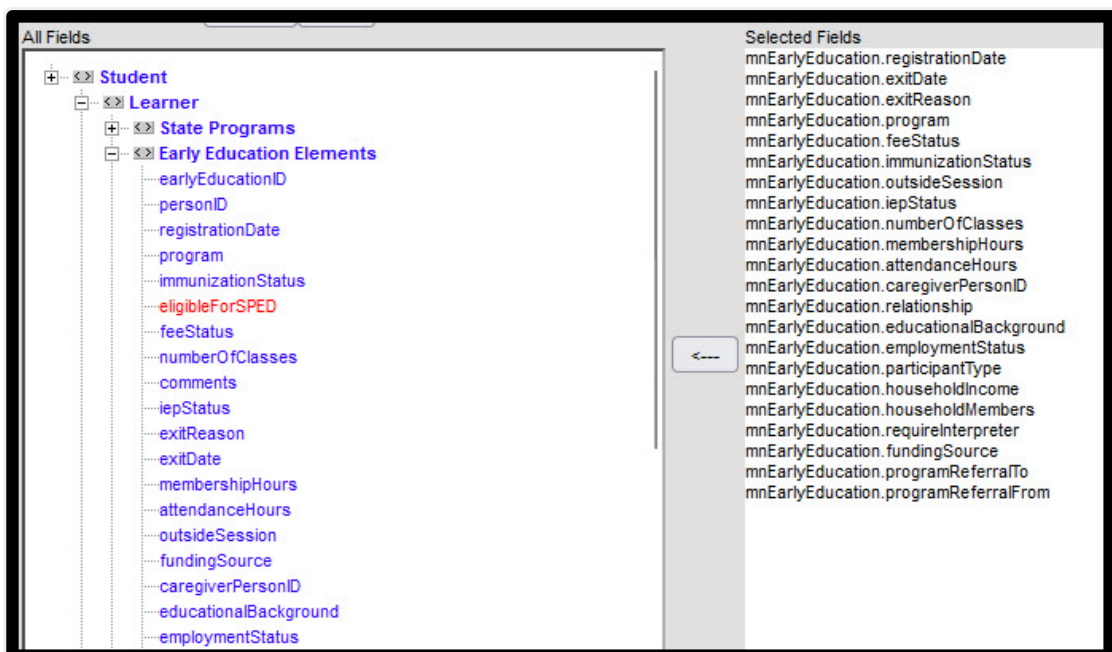 All Fields
Student
Learner
State Programs
Early Education Elements
earlyEducationID
personID
registrationDate
program
immunizationStatus
eligibleForSPED
feeStatus
numberOfClasses
comments
iepStatus
exitReason
exitDate
membershipHours
attendanceHours
outsideSession
fundingSource
caregiverPersonID
educationalBackground
employmentStatus
<---
Selected Fields
mnEarlyEducation.registrationDate
mnEarlyEducation.exitDate
mnEarlyEducation.exitReason
mnEarlyEducation.program
mnEarlyEducation.feeStatus
mnEarlyEducation.immunizationStatus
mnEarlyEducation.outsideSession
mnEarlyEducation.iepStatus
mnEarlyEducation.numberOfClasses
mnEarlyEducation.membershipHours
mnEarlyEducation.attendanceHours
mnEarlyEducation.caregiverPersonID
mnEarlyEducation.relationship
mnEarlyEducation.educationalBackground
mnEarlyEducation.employmentStatus
mnEarlyEducation.participantType
mnEarlyEducation.householdIncome
mnEarlyEducation.householdMembers
mnEarlyEducation.requireInterpreter
mnEarlyEducation.fundingSource
mnEarlyEducation.programReferralTo
mnEarlyEducation.programReferralFrom